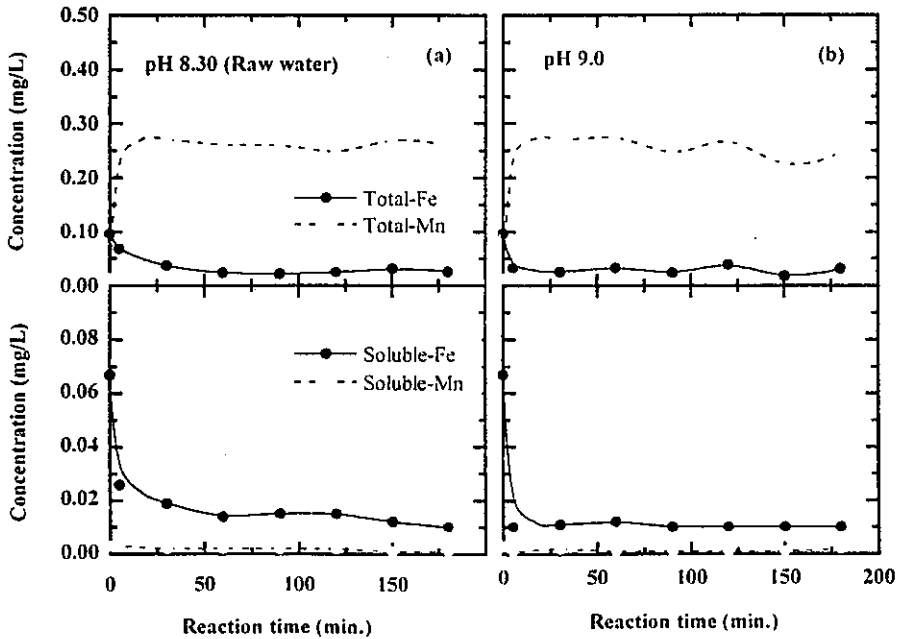 0.50
0.40
0.30
0.20
0.10
0.00
Concentration (mg/L)
pH 8.30 (Raw water)
(a)
Total-Fe
Total-Mn
pH 9.0
(b)
0.08
0.06
0.04
0.02
0.00
Concentration (mg/L)
Soluble-Fe
Soluble-Mn
0 50 100 150
0 50 100 150 200
Reaction time (min.)
Reaction time (min.)